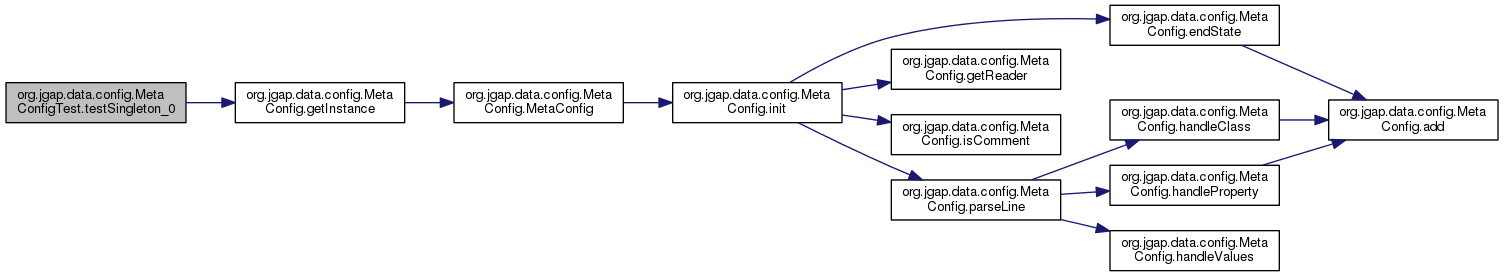 org.jgap.data.config.Meta
ConfigTest.testSingleton_0
org.jgap.data.config.Meta
Config.getInstance
org.jgap.data.config.Meta
Config.MetaConfig
org.jgap.data.config.Meta
Config.init
org.jgap.data.config.Meta
Config.endState
org.jgap.data.config.Meta
Config.getReader
org.jgap.data.config.Meta
Config.isComment
org.jgap.data.config.Meta
Config.parseLine
org.jgap.data.config.Meta
Config.handleClass
org.jgap.data.config.Meta
Config.handleProperty
org.jgap.data.config.Meta
Config.handleValues
org.jgap.data.config.Meta
Config.add